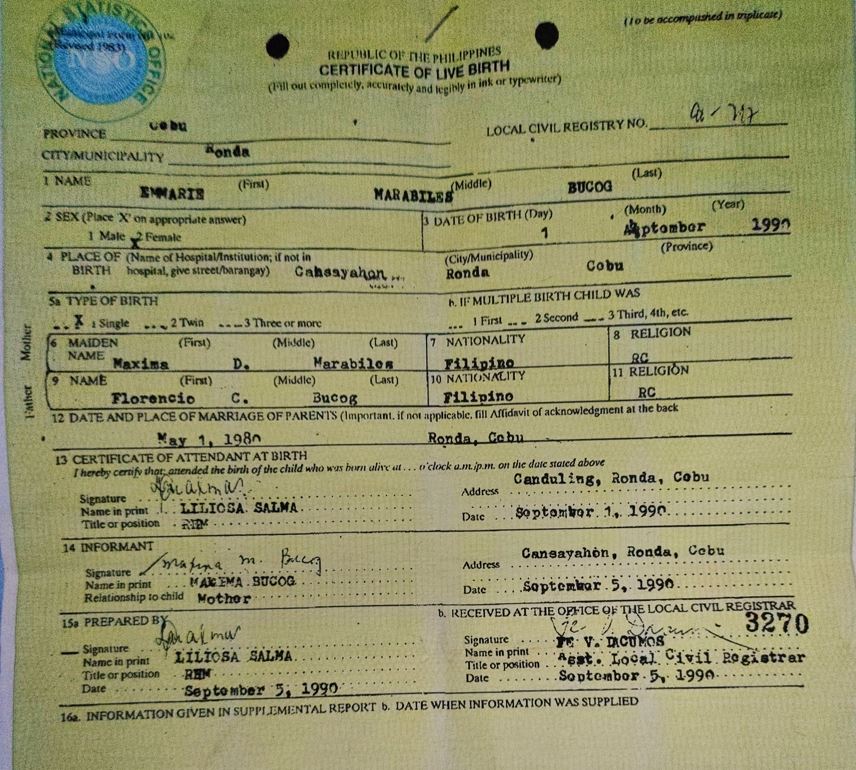 (To be accompished in triplicate)
(Revised 1983)
NATIONAL STATISTICS OFFICE
NSO
REPUBLIC OF THE PHILIPPINES
CERTIFICATE OF LIVE BIRTH
(Fill out completely, accurately and legibly in ink or typewriter)
PROVINCE Cebu LOCAL CIVIL REGISTRY NO.
CITY/MUNICIPALITY Ronda
1 NAME (First) (Middle) (Last)
EMMARIE MARABILES BUCOG
2 SEX (Place 'X' on appropriate answer) 3 DATE OF BIRTH (Day) (Month) (Year)
1 Male X 2 Female 1 September 1990
4 PLACE OF (Name of Hospital/Institution; if not in (City/Municipality) (Province)
BIRTH hospital, give street/barangay) Cansayahon Ronda Cebu
5a TYPE OF BIRTH b. IF MULTIPLE BIRTH CHILD WAS
X 1 Single 2 Twin 3 Three or more 1 First 2 Second 3 Third, 4th, etc.
Mother
6 MAIDEN (First) (Middle) (Last) 7 NATIONALITY 8 RELIGION
NAME Maxima D. Marabiles Filipino RC
Father
9 NAME (First) (Middle) (Last) 10 NATIONALITY 11 RELIGION
Florencio C. Bucog Filipino RC
12 DATE AND PLACE OF MARRIAGE OF PARENTS (Important, if not applicable, fill Affidavit of acknowledgment at the back
May 1, 1980 Ronda, Cebu
13 CERTIFICATE OF ATTENDANT AT BIRTH
I hereby certify that attended the birth of the child who was born alive at ... o'clock a.m./p.m. on the date stated above
Signature Address Canduling, Ronda, Cebu
Name in print LILIOSA SALMA
Title or position RHM Date September 1, 1990
14 INFORMANT
Signature Maxima M. Bucog Address Cansayahon, Ronda, Cebu
Name in print MAXIMA BUCOG
Relationship to child Mother Date September 5, 1990
15a PREPARED BY b. RECEIVED AT THE OFFICE OF THE LOCAL CIVIL REGISTRAR
3270
Signature Signature
Name in print LILIOSA SALMA Name in print FE V. DACUMOS
Title or position RHM Title or position Asst. Local Civil Registrar
Date September 5, 1990 Date September 5, 1990
16a. INFORMATION GIVEN IN SUPPLEMENTAL REPORT b. DATE WHEN INFORMATION WAS SUPPLIED